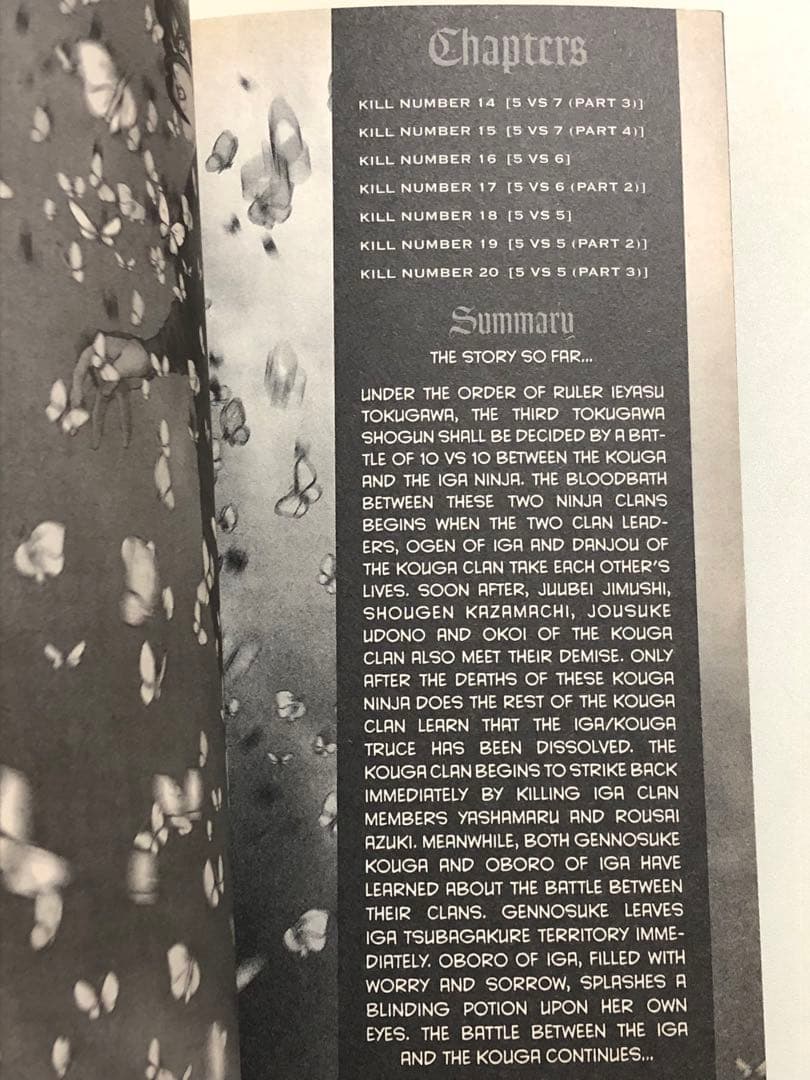 Chapters
KILL NUMBER 14 [5 VS 7 (PART 3)]
KILL NUMBER 15 [5 VS 7 (PART 4)]
KILL NUMBER 16 [5 VS 6]
KILL NUMBER 17 [5 VS 6 (PART 2)]
KILL NUMBER 18 [5 VS 5]
KILL NUMBER 19 [5 VS 5 (PART 2)]
KILL NUMBER 20 [5 VS 5 (PART 3)]
Summary
THE STORY SO FAR...
UNDER THE ORDER OF RULER IEYASU
TOKUGAWA, THE THIRD TOKUGAWA
SHOGUN SHALL BE DECIDED BY A BAT-
TLE OF 10 VS 10 BETWEEN THE KOUGA
AND THE IGA NINJA. THE BLOODBATH
BETWEEN THESE TWO NINJA CLANS
BEGINS WHEN THE TWO CLAN LEAD-
ERS, OGEN OF IGA AND DANJOU OF
THE KOUGA CLAN TAKE EACH OTHER'S
LIVES. SOON AFTER, JUUBEI JIMUSHI,
SHOUGEN KAZAMACHI, JOUSUKE
UDONO AND OKOI OF THE KOUGA
CLAN ALSO MEET THEIR DEMISE. ONLY
AFTER THE DEATHS OF THESE KOUGA
NINJA DOES THE REST OF THE KOUGA
CLAN LEARN THAT THE IGA/KOUGA
TRUCE HAS BEEN DISSOLVED. THE
KOUGA CLAN BEGINS TO STRIKE BACK
IMMEDIATELY BY KILLING IGA CLAN
MEMBERS YASHAMARU AND ROUSAI
AZUKI. MEANWHILE, BOTH GENNOSUKE
KOUGA AND OBORO OF IGA HAVE
LEARNED ABOUT THE BATTLE BETWEEN
THEIR CLANS. GENNOSUKE LEAVES
IGA TSUBAGAKURE TERRITORY IMME-
DIATELY. OBORO OF IGA, FILLED WITH
WORRY AND SORROW, SPLASHES A
BLINDING POTION UPON HER OWN
EYES. THE BATTLE BETWEEN THE IGA
AND THE KOUGA CONTINUES...